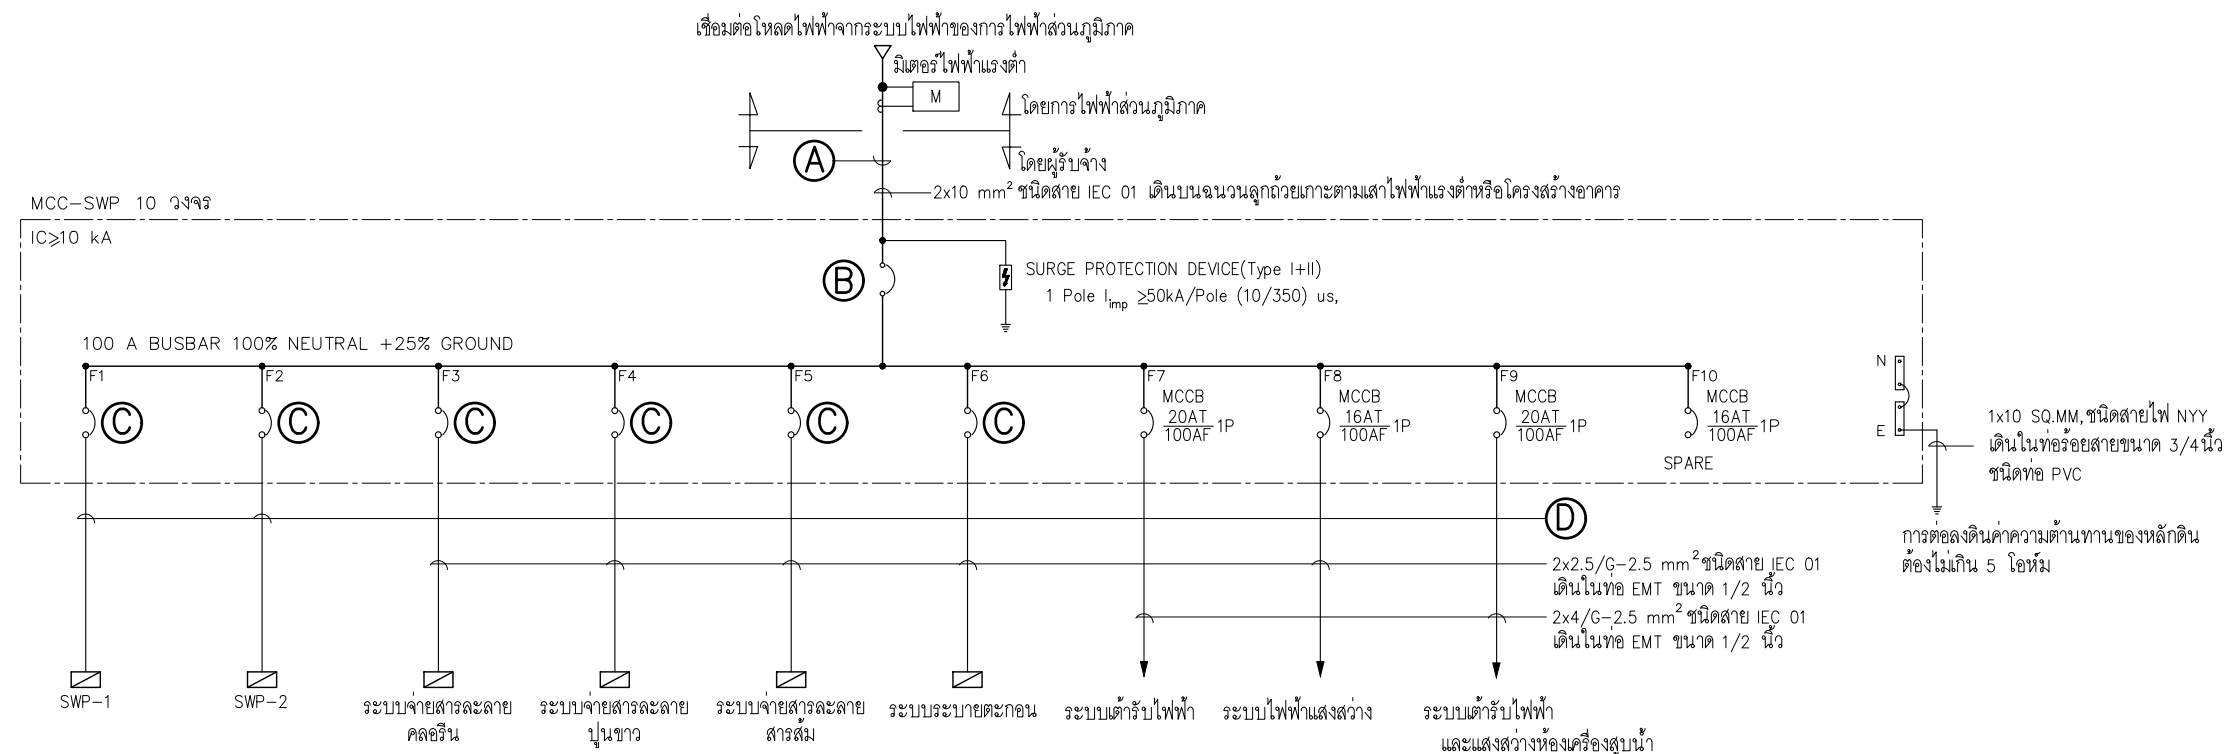 เชื่อมต่อโหลดไฟฟ้าจากระบบไฟฟ้าของการไฟฟ้าส่วนภูมิภาค
มิเตอร์ไฟฟ้าแรงต่ำ
M
โดยการไฟฟ้าส่วนภูมิภาค
A
โดยผู้รับจ้าง
2x10 mm² ชนิดสาย IEC 01 เดินบนฉนวนลูกถ้วยเกาะตามเสาไฟฟ้าแรงต่ำหรือโครงสร้างอาคาร
MCC-SWP 10 วงจร
IC≥10 kA
B
SURGE PROTECTION DEVICE(Type I+II)
1 Pole Iimp ≥50kA/Pole (10/350) us,
100 A BUSBAR 100% NEUTRAL +25% GROUND
F1 F2 F3 F4 F5 F6 F7 F8 F9 F10
C C C C C C
MCCB 20AT/100AF 1P
MCCB 16AT/100AF 1P
MCCB 20AT/100AF 1P
MCCB 16AT/100AF 1P
SPARE
N
E
1x10 SQ.MM,ชนิดสายไฟ NYY
เดินในท่อร้อยสายขนาด 3/4นิ้ว
ชนิดท่อ PVC
D
การต่อลงดินค่าความต้านทานของหลักดิน
ต้องไม่เกิน 5 โอห์ม
2x2.5/G-2.5 mm² ชนิดสาย IEC 01
เดินในท่อ EMT ขนาด 1/2 นิ้ว
2x4/G-2.5 mm² ชนิดสาย IEC 01
เดินในท่อ EMT ขนาด 1/2 นิ้ว
SWP-1
SWP-2
ระบบจ่ายสารละลาย
คลอรีน
ระบบจ่ายสารละลาย
ปูนขาว
ระบบจ่ายสารละลาย
สารส้ม
ระบบระบายตะกอน
ระบบเต้ารับไฟฟ้า
ระบบไฟฟ้าแสงสว่าง
ระบบเต้ารับไฟฟ้า
และแสงสว่างห้องเครื่องสูบน้ำ